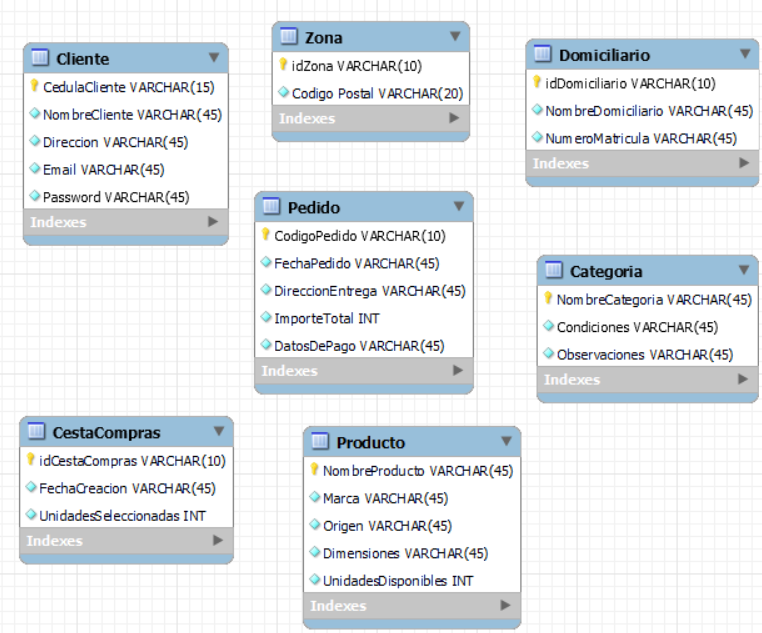 Cliente
CedulaCliente VARCHAR(15)
NombreCliente VARCHAR(45)
Direccion VARCHAR(45)
Email VARCHAR(45)
Password VARCHAR(45)
Indexes
Zona
idZona VARCHAR(10)
Codigo Postal VARCHAR(20)
Indexes
Domiciliario
idDomiciliario VARCHAR(10)
NombreDomiciliario VARCHAR(45)
NumeroMatricula VARCHAR(45)
Indexes
Pedido
CodigoPedido VARCHAR(10)
FechaPedido VARCHAR(45)
DireccionEntrega VARCHAR(45)
ImporteTotal INT
DatosDePago VARCHAR(45)
Indexes
Categoria
NombreCategoria VARCHAR(45)
Condiciones VARCHAR(45)
Observaciones VARCHAR(45)
Indexes
CestaCompras
idCestaCompras VARCHAR(10)
FechaCreacion VARCHAR(45)
UnidadesSeleccionadas INT
Indexes
Producto
NombreProducto VARCHAR(45)
Marca VARCHAR(45)
Origen VARCHAR(45)
Dimensiones VARCHAR(45)
UnidadesDisponibles INT
Indexes